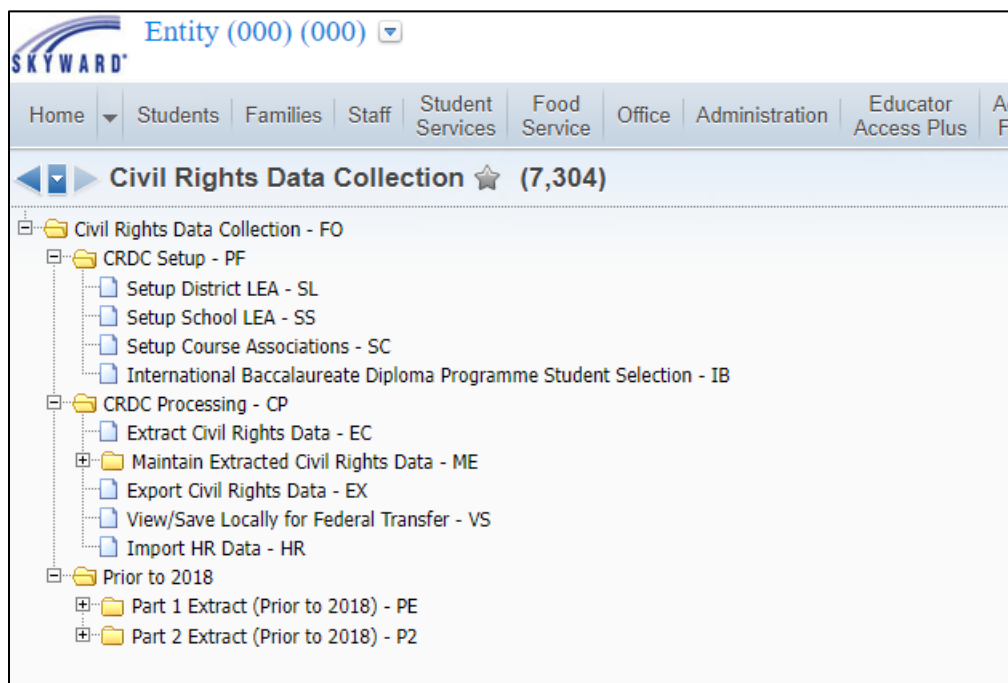 Entity (000) (000)
SKYWARD
Home Students Families Staff Student Services Food Service Office Administration Educator Access Plus
Civil Rights Data Collection (7,304)
Civil Rights Data Collection - FO
CRDC Setup - PF
Setup District LEA - SL
Setup School LEA - SS
Setup Course Associations - SC
International Baccalaureate Diploma Programme Student Selection - IB
CRDC Processing - CP
Extract Civil Rights Data - EC
Maintain Extracted Civil Rights Data - ME
Export Civil Rights Data - EX
View/Save Locally for Federal Transfer - VS
Import HR Data - HR
Prior to 2018
Part 1 Extract (Prior to 2018) - PE
Part 2 Extract (Prior to 2018) - P2